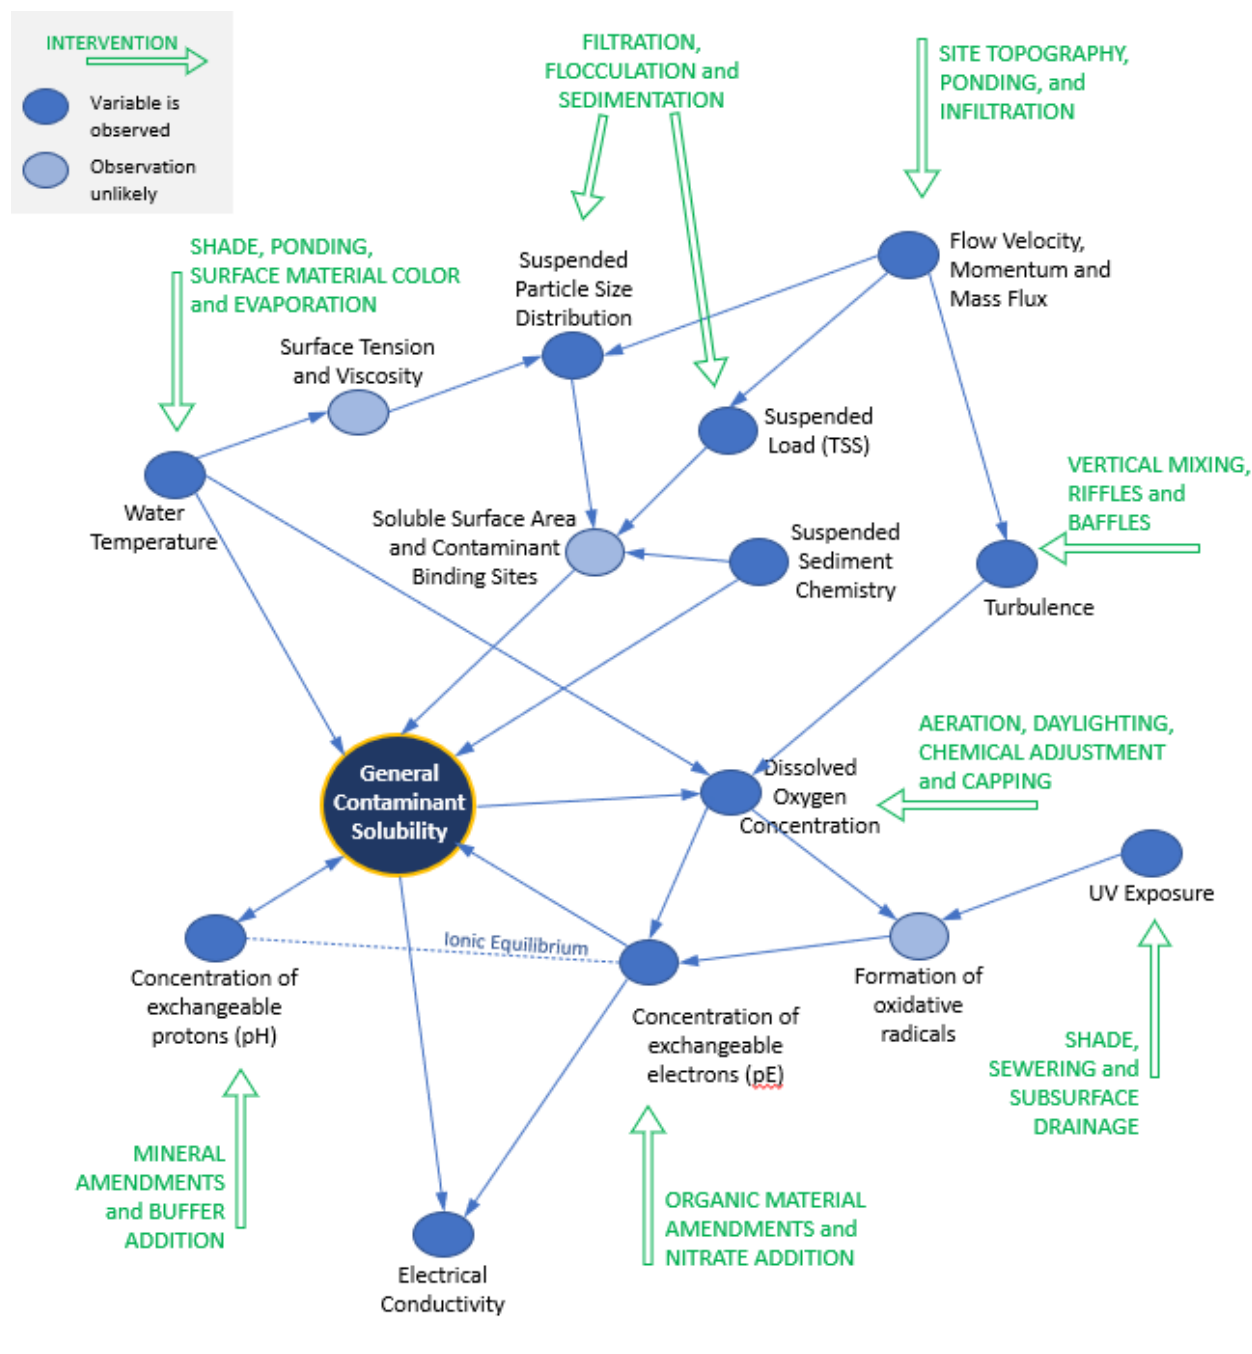 INTERVENTION
Variable is
observed
Observation
unlikely
FILTRATION,
FLOCCULATION and
SEDIMENTATION
SITE TOPOGRAPHY,
PONDING, and
INFILTRATION
SHADE, PONDING,
SURFACE MATERIAL COLOR
and EVAPORATION
Suspended
Particle Size
Distribution
Flow Velocity,
Momentum and
Mass Flux
Surface Tension
and Viscosity
Suspended
Load (TSS)
VERTICAL MIXING,
RIFFLES and
BAFFLES
Water
Temperature
Soluble Surface Area
and Contaminant
Binding Sites
Suspended
Sediment
Chemistry
Turbulence
General
Contaminant
Solubility
Dissolved
Oxygen
Concentration
AERATION, DAYLIGHTING,
CHEMICAL ADJUSTMENT
and CAPPING
UV Exposure
Ionic Equilibrium
Concentration of
exchangeable
protons (pH)
Concentration of
exchangeable
electrons (pE)
Formation of
oxidative
radicals
SHADE,
SEWERING and
SUBSURFACE
DRAINAGE
MINERAL
AMENDMENTS
and BUFFER
ADDITION
ORGANIC MATERIAL
AMENDMENTS and
NITRATE ADDITION
Electrical
Conductivity